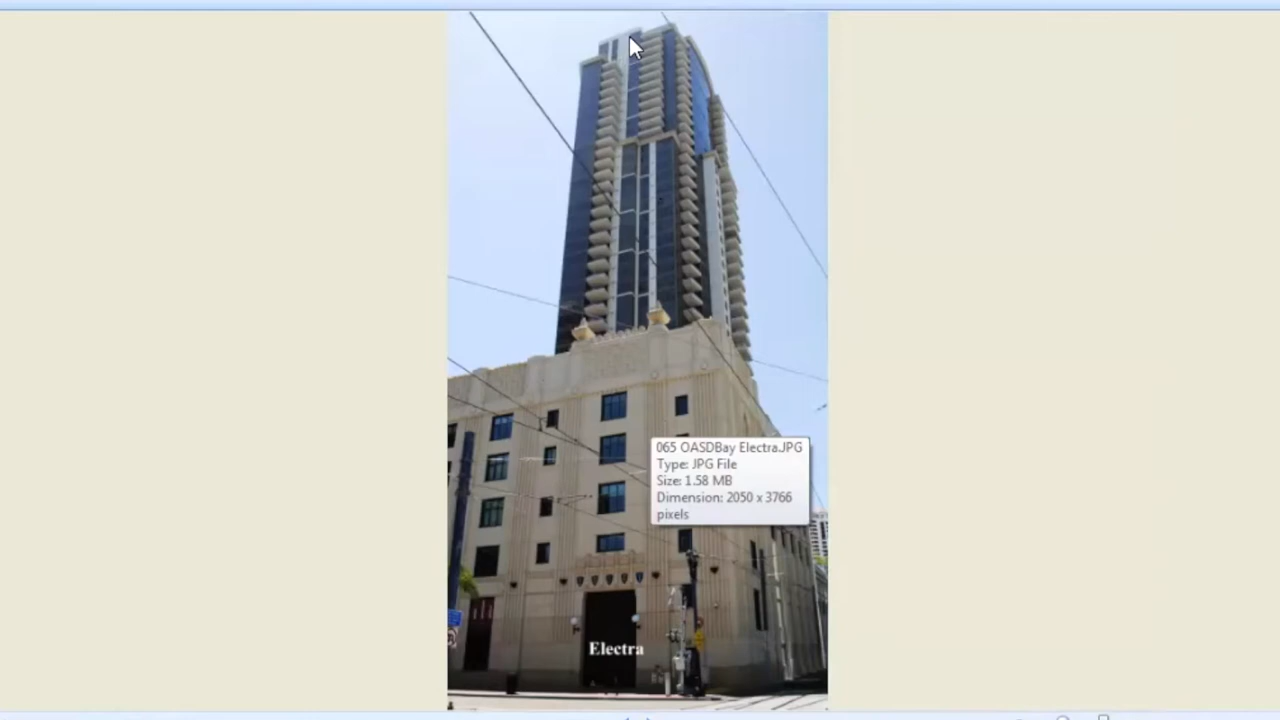 065 OASDBay Electra.JPG
Type: JPG File
Size: 1.58 MB
Dimension: 2050 x 3766
pixels
Electra